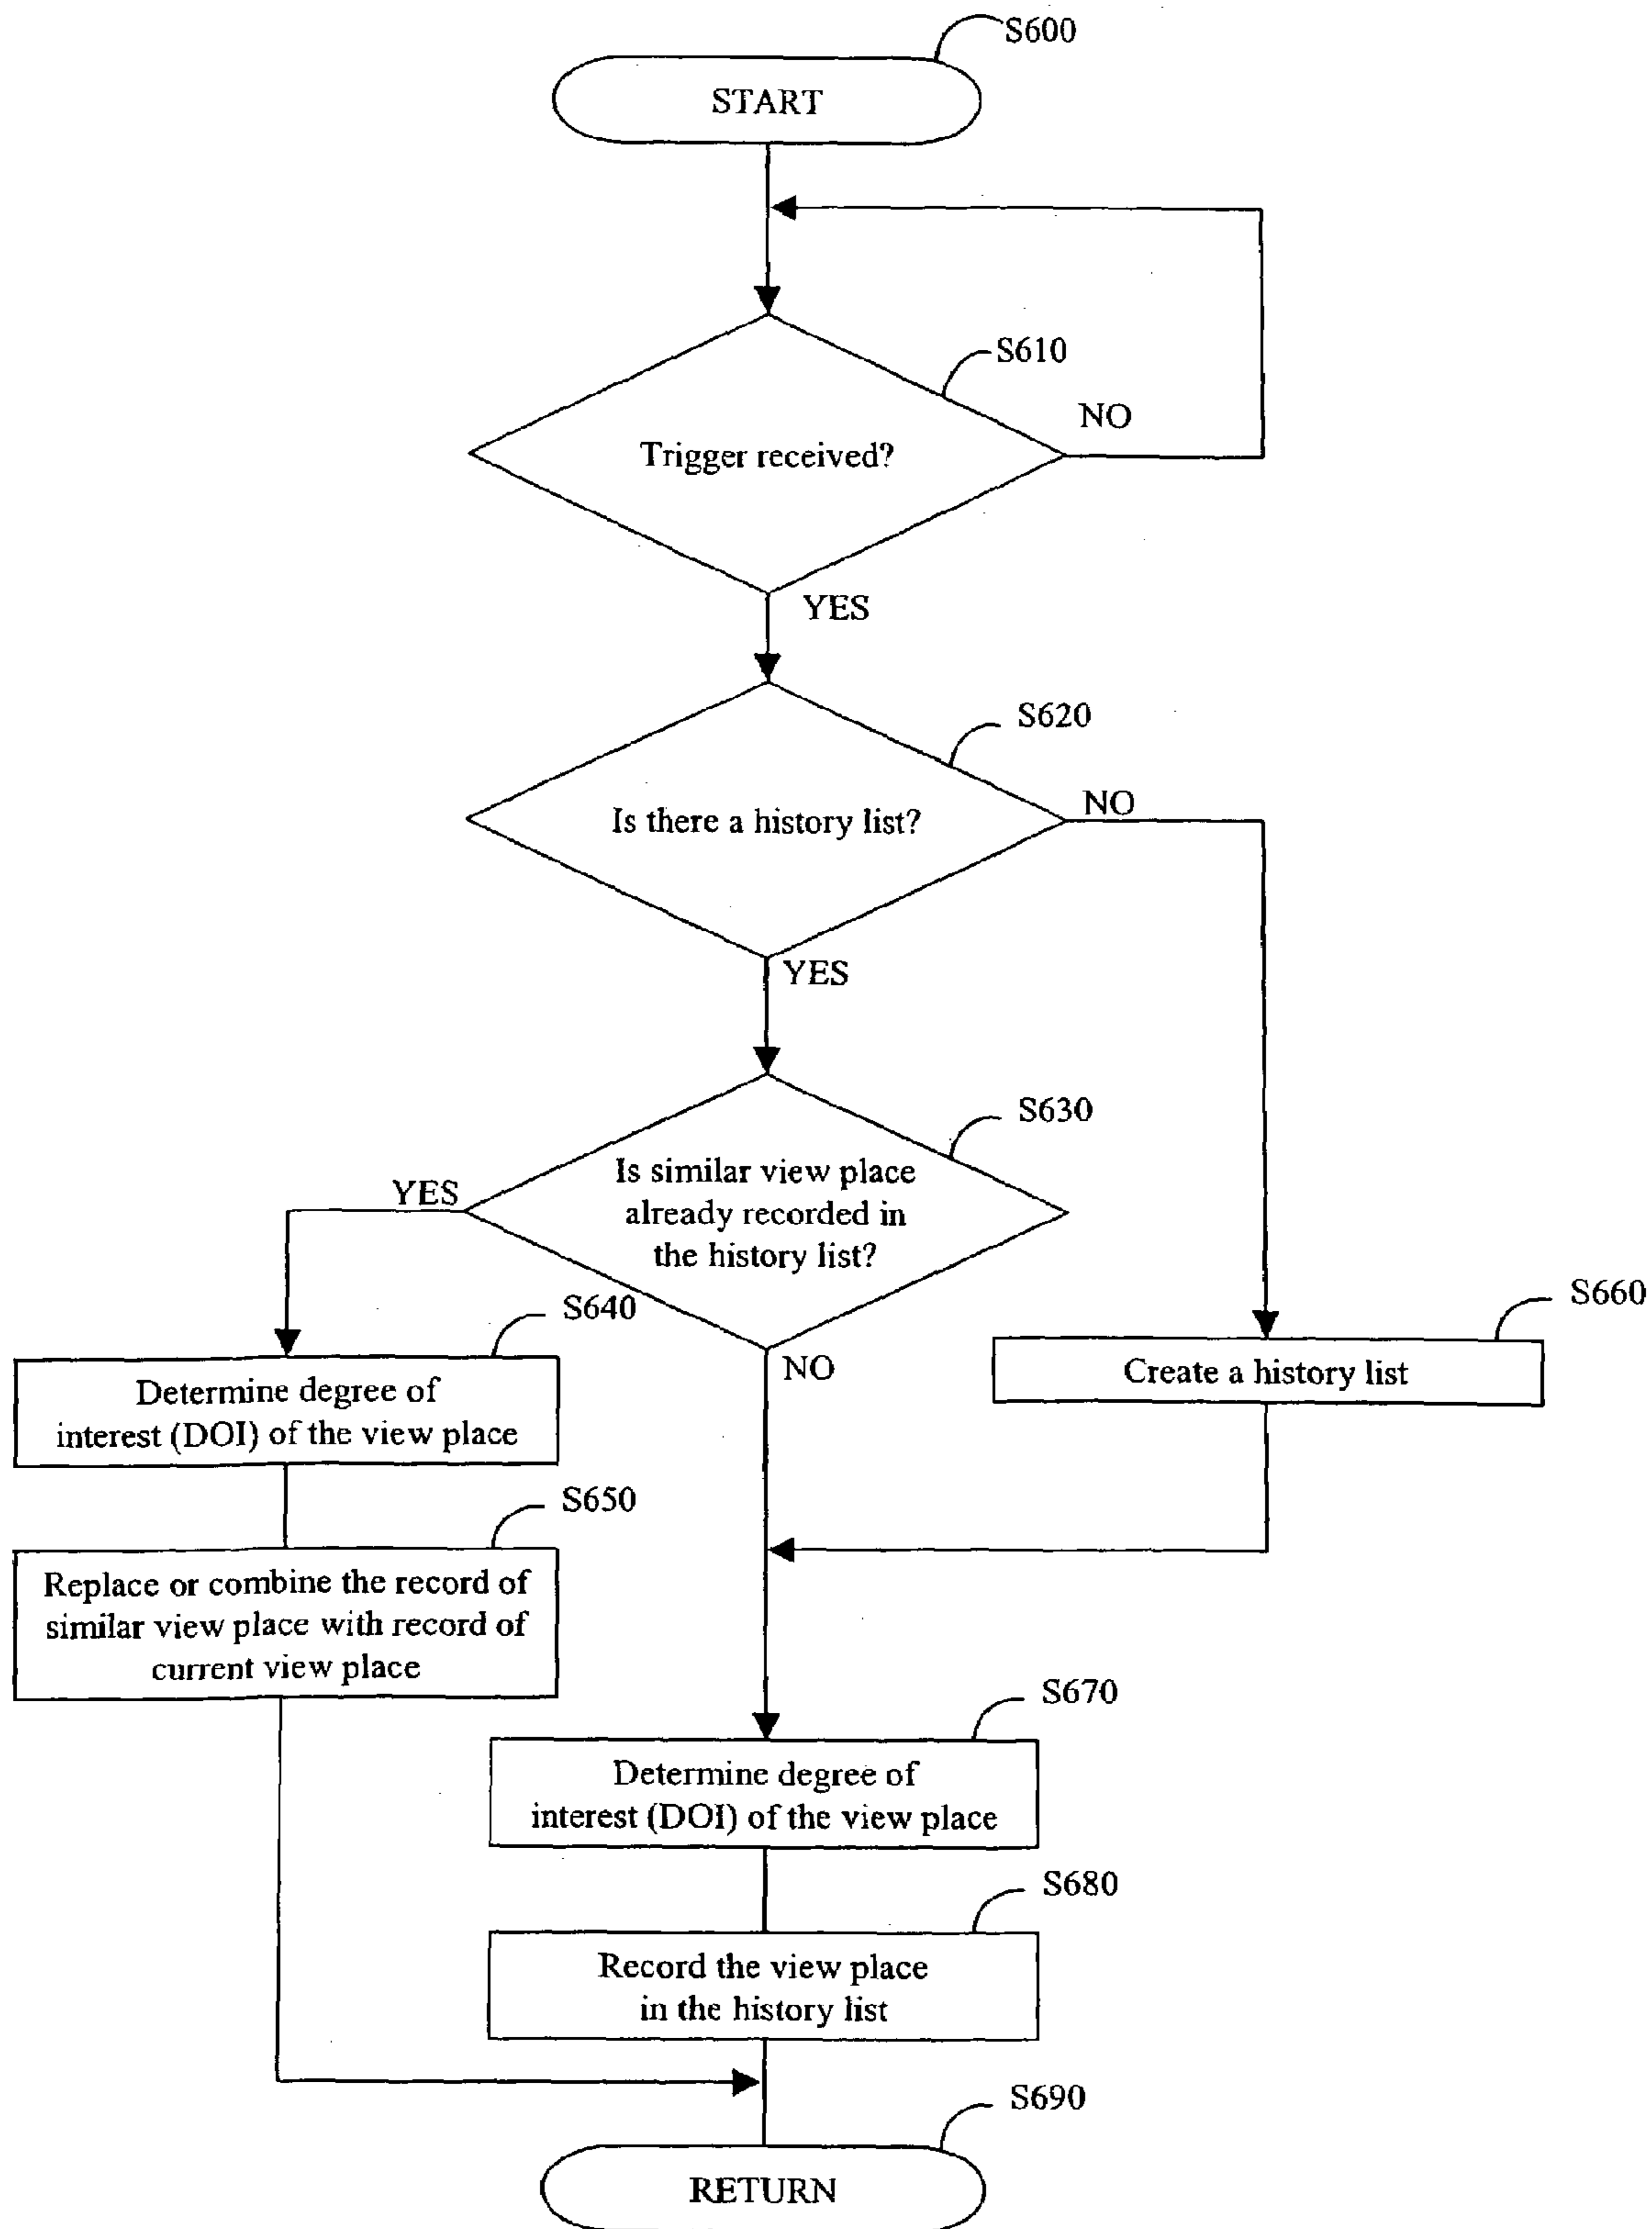 S600
START
S610
NO
Trigger received?
YES
S620
NO
Is there a history list?
YES
S630
Is similar view place
already recorded in
the history list?
YES
NO
S640
Determine degree of
interest (DOI) of the view place
S660
Create a history list
S650
Replace or combine the record of
similar view place with record of
current view place
S670
Determine degree of
interest (DOI) of the view place
S680
Record the view place
in the history list
S690
RETURN